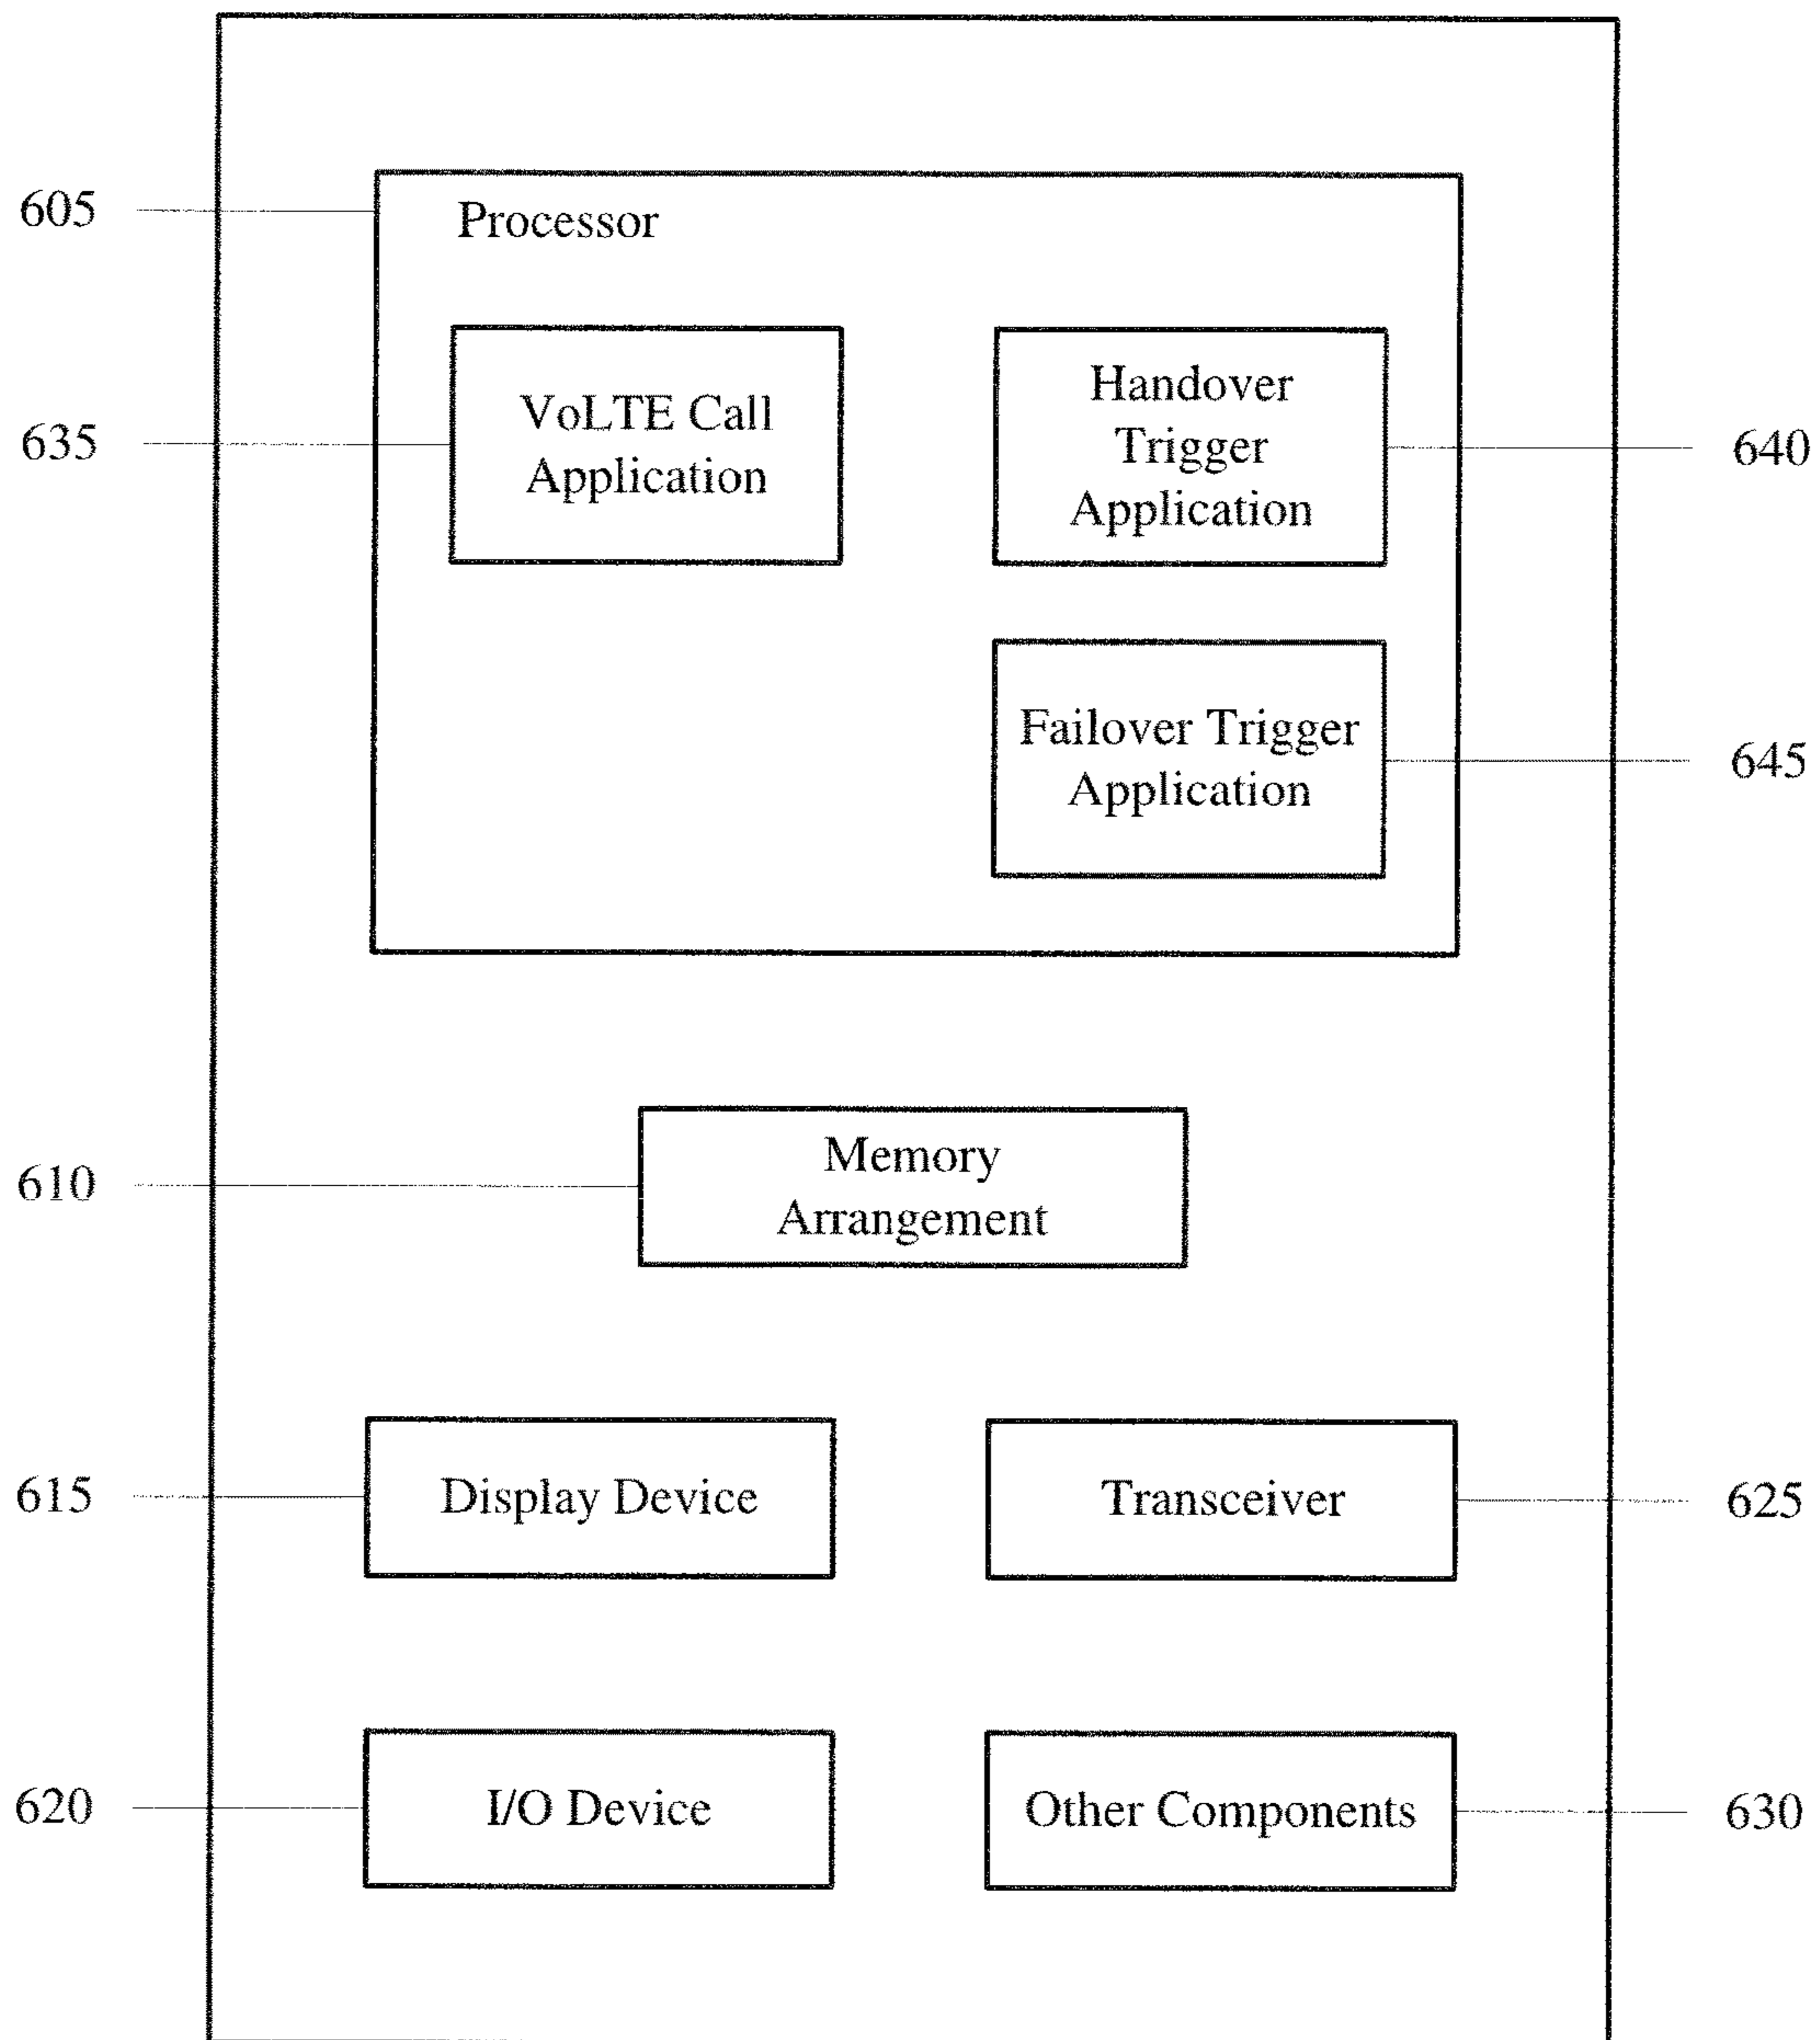 605
Processor
635
VoLTE Call
Application
Handover
Trigger
Application
640
Failover Trigger
Application
645
610
Memory
Arrangement
615
Display Device
Transceiver
625
620
I/O Device
Other Components
630